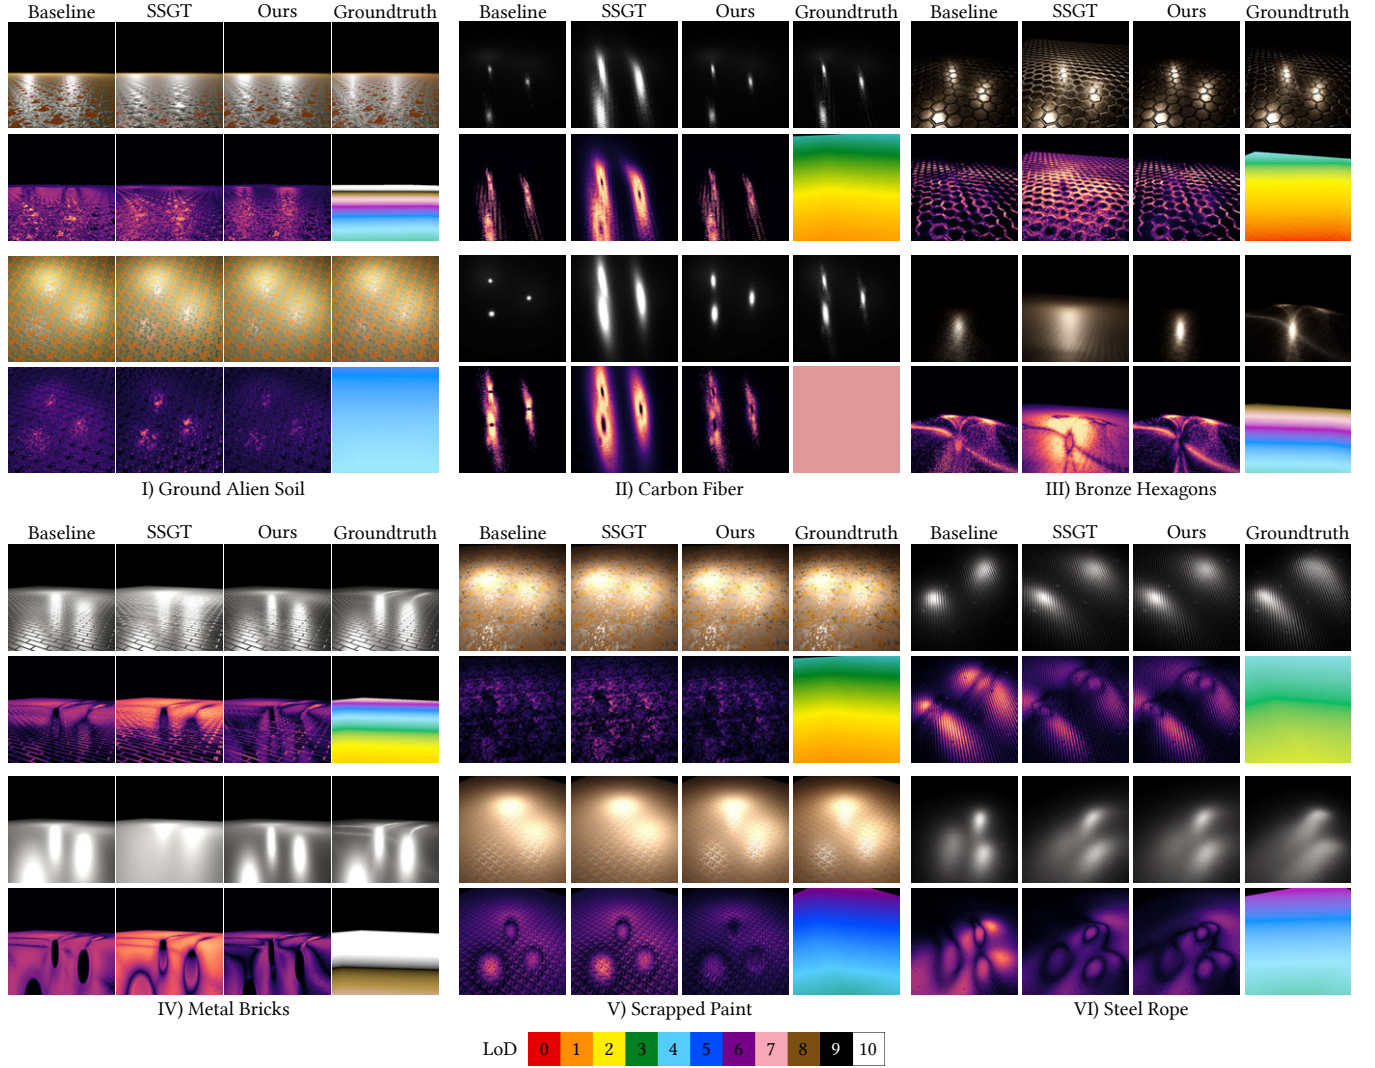 Baseline SSGT Ours Groundtruth
Baseline SSGT Ours Groundtruth
Baseline SSGT Ours Groundtruth
I) Ground Alien Soil
II) Carbon Fiber
III) Bronze Hexagons
Baseline SSGT Ours Groundtruth
Baseline SSGT Ours Groundtruth
Baseline SSGT Ours Groundtruth
IV) Metal Bricks
V) Scrapped Paint
VI) Steel Rope
LoD 0 1 2 3 4 5 6 7 8 9 10